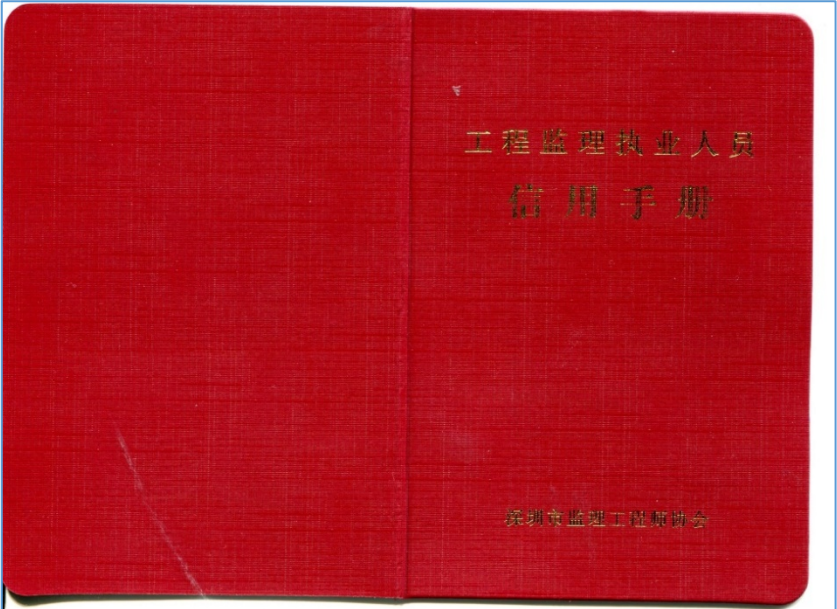 工程监理执业人员
信用手册
深圳市监理工程师协会